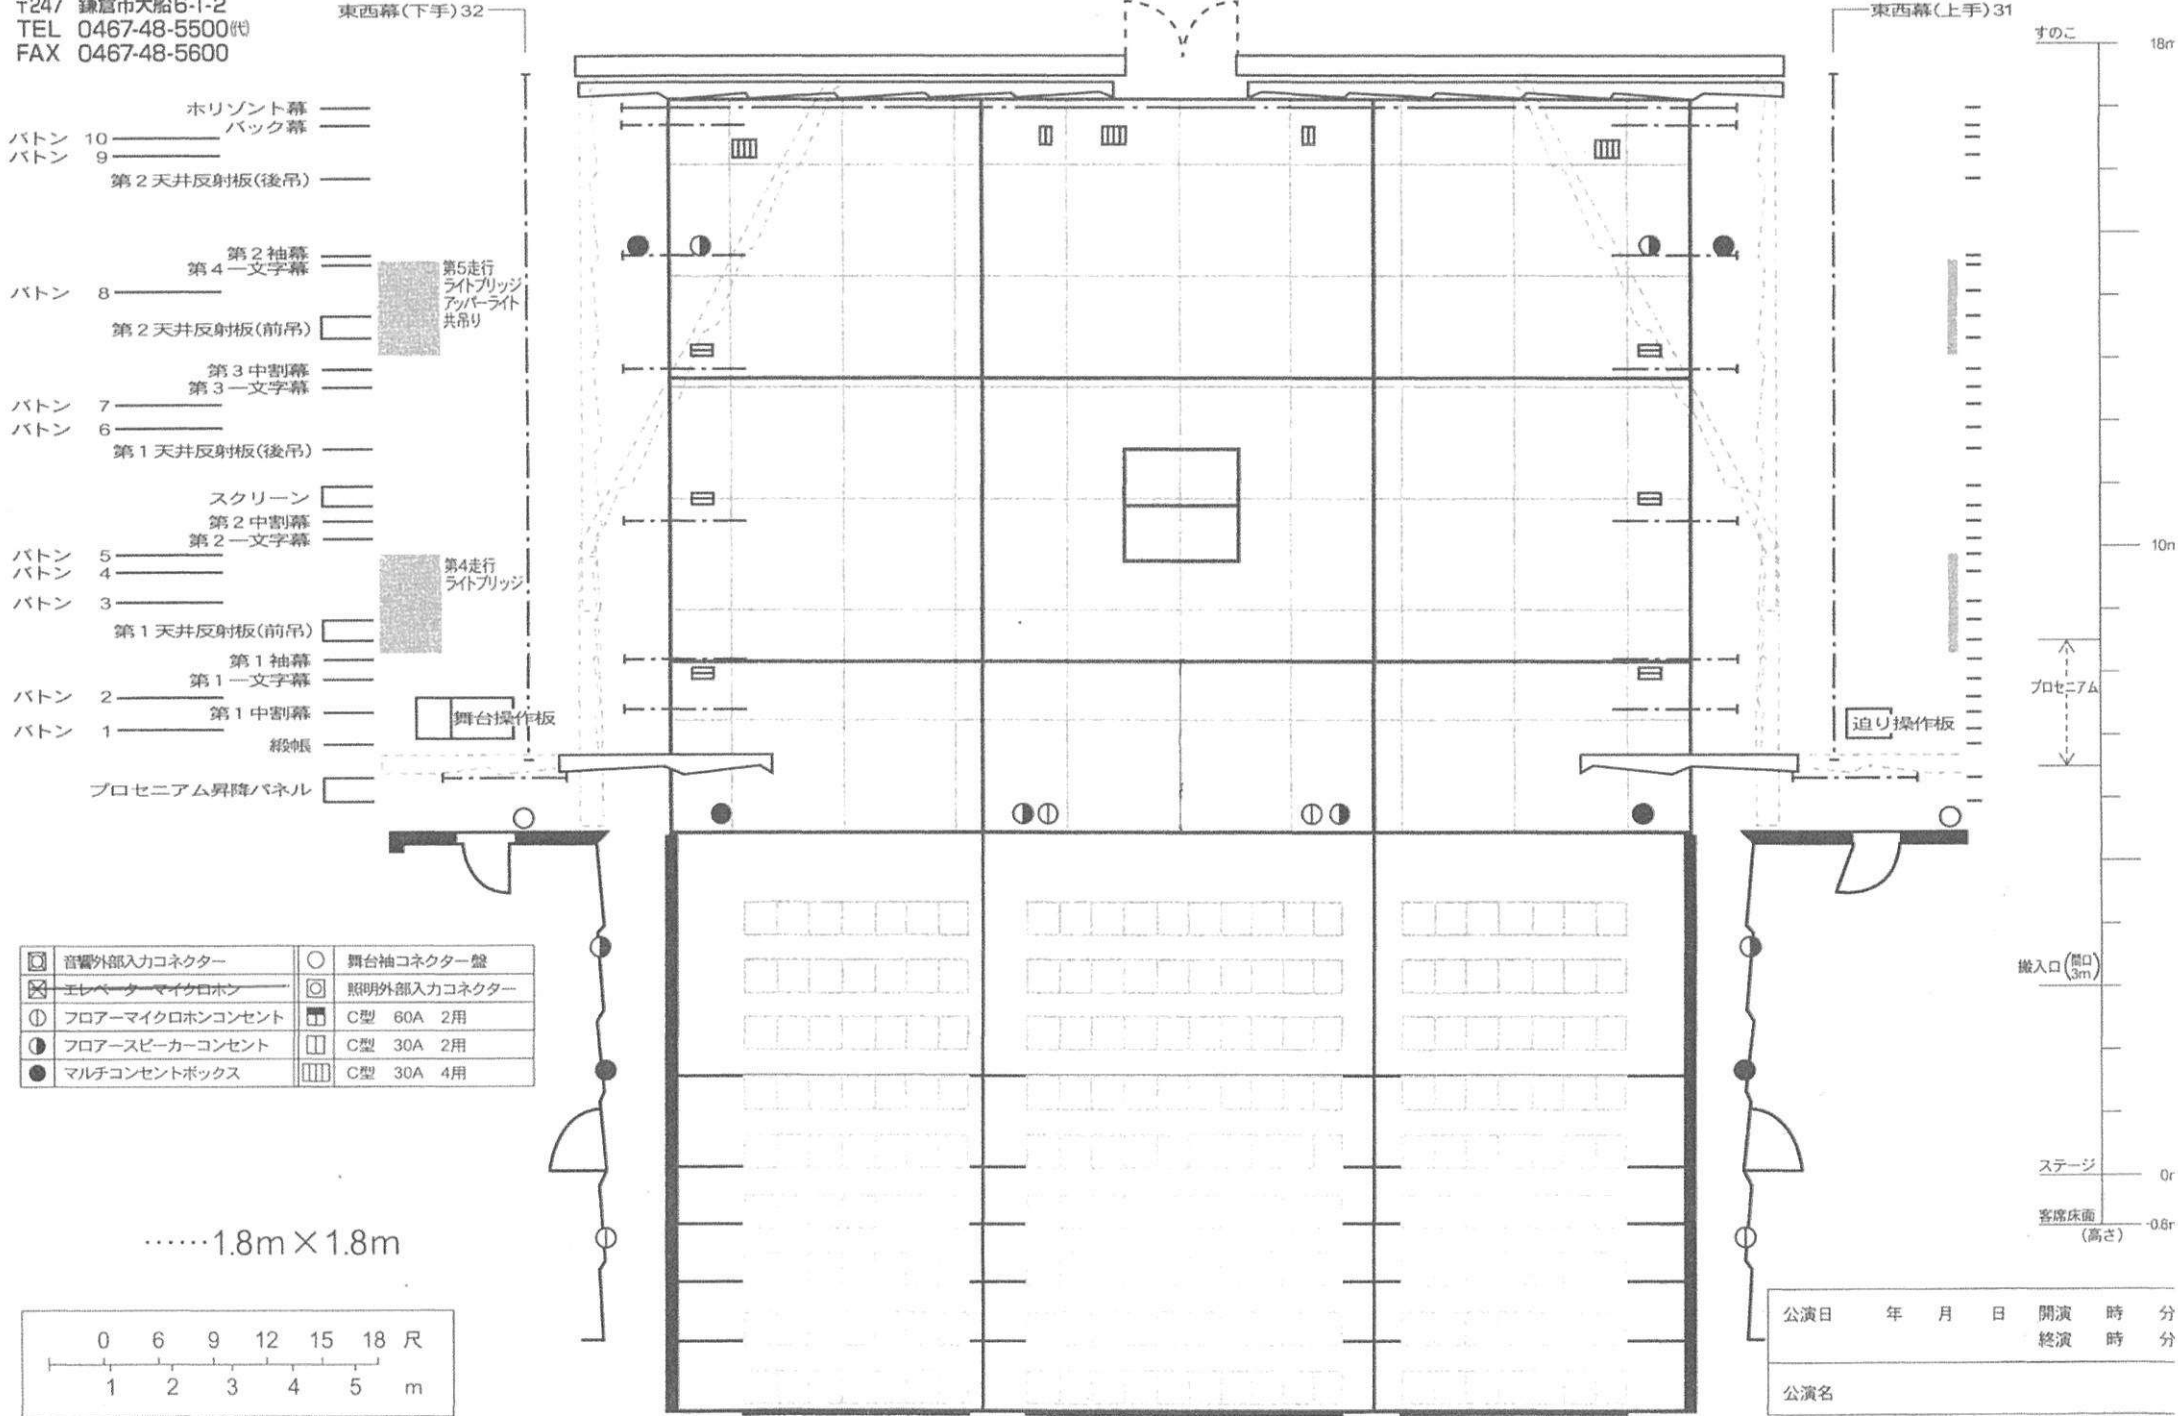 〒247 鎌倉市大船6-1-2
TEL 0467-48-5500㈹
FAX 0467-48-5600
東西幕(下手)32
東西幕(上手)31
すのこ
18m
ホリゾント幕
バック幕
バトン 10
バトン 9
第2天井反射板(後吊)
第2袖幕
第4一文字幕
第5走行
ライトブリッジ
アッパーライト
共吊り
バトン 8
第2天井反射板(前吊)
第3中割幕
第3一文字幕
バトン 7
バトン 6
第1天井反射板(後吊)
スクリーン
第2中割幕
第2一文字幕
バトン 5
バトン 4
バトン 3
第4走行
ライトブリッジ
10m
第1天井反射板(前吊)
第1袖幕
第1一文字幕
バトン 2
第1中割幕
バトン 1
緞帳
プロセニアム昇降パネル
舞台操作板
迫り操作板
プロセニアム
搬入口(間口3m)
音響外部入力コネクター
舞台袖コネクター盤
エレベーターマイクロホン
照明外部入力コネクター
フロアーマイクロホンコンセント
C型 60A 2用
フロアースピーカーコンセント
C型 30A 2用
マルチコンセントボックス
C型 30A 4用
ステージ
0m
客席床面
-0.8m
(高さ)
……1.8m×1.8m
0 6 9 12 15 18 尺
1 2 3 4 5 m
公演日 年 月 日 開演 時 分
終演 時 分
公演名